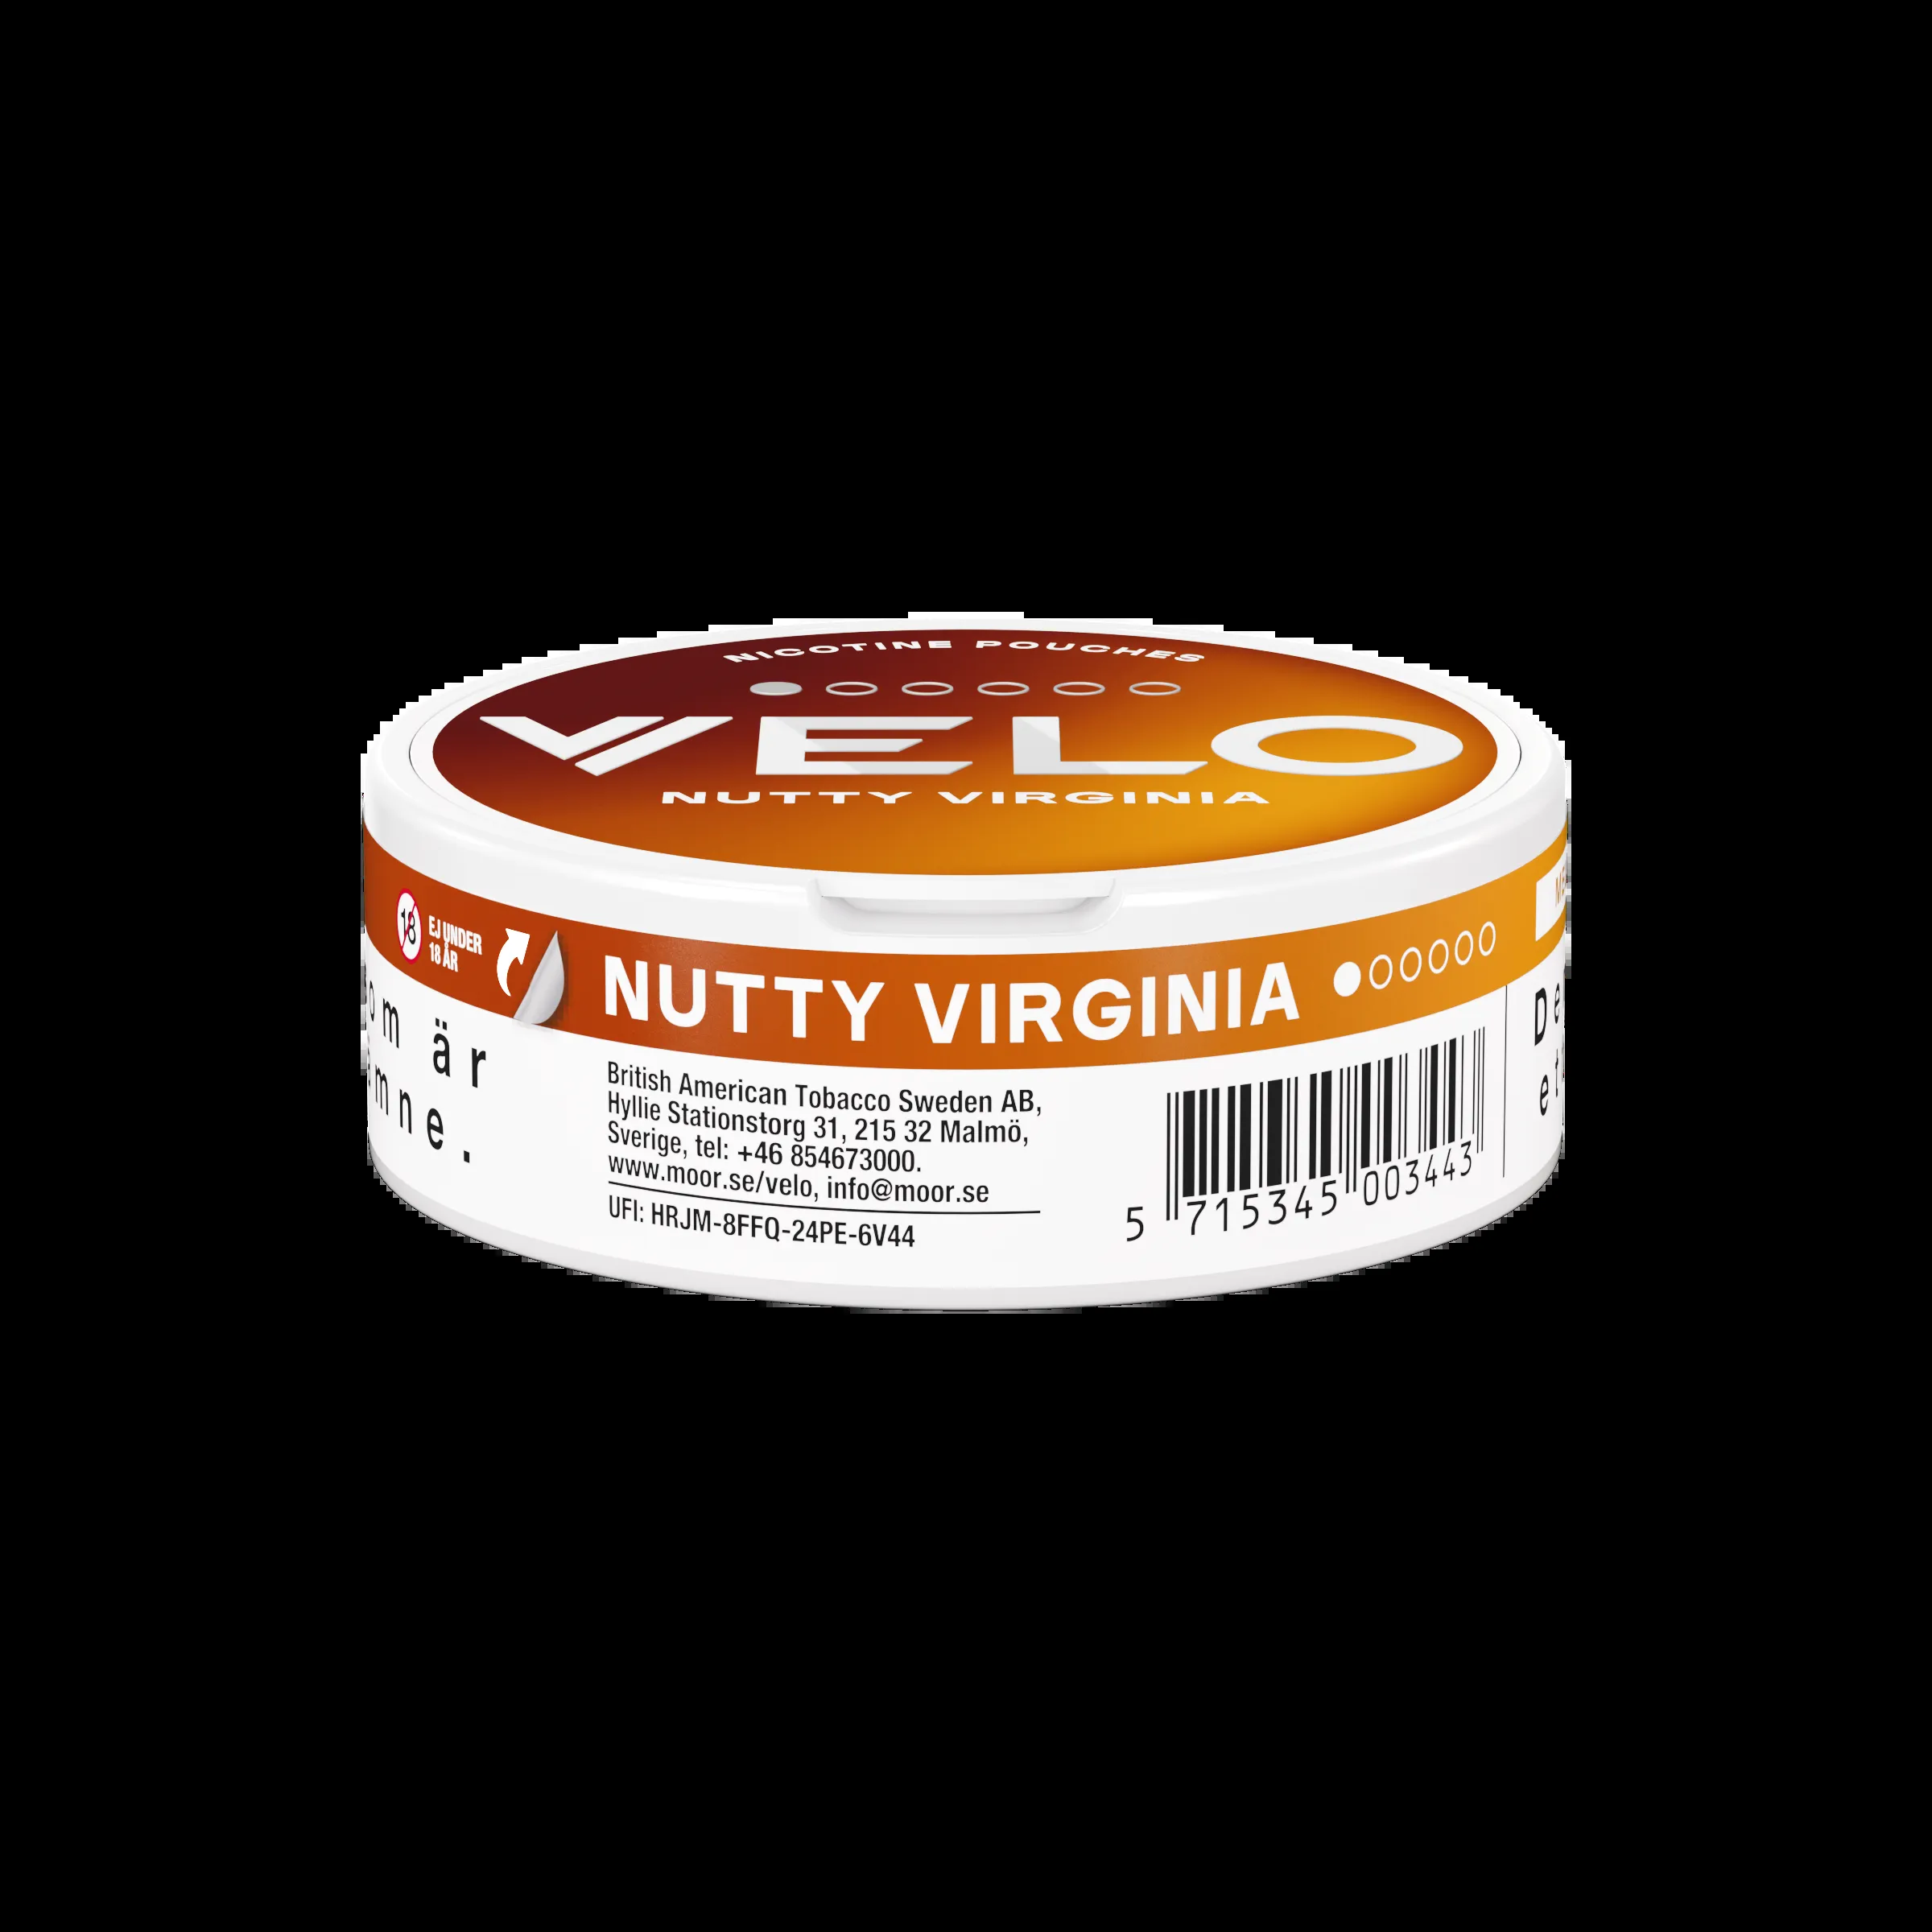 NICOTINE POUCHES
VELO
NUTTY VIRGINIA
18
EJ UNDER
18 ÅR
NUTTY VIRGINIA
är
British American Tobacco Sweden AB,
Hyllie Stationstorg 31, 215 32 Malmö,
Sverige, tel: +46 854673000.
www.moor.se/velo, info@moor.se
UFI: HRJM-8FFQ-24PE-6V44
5 715345 003443